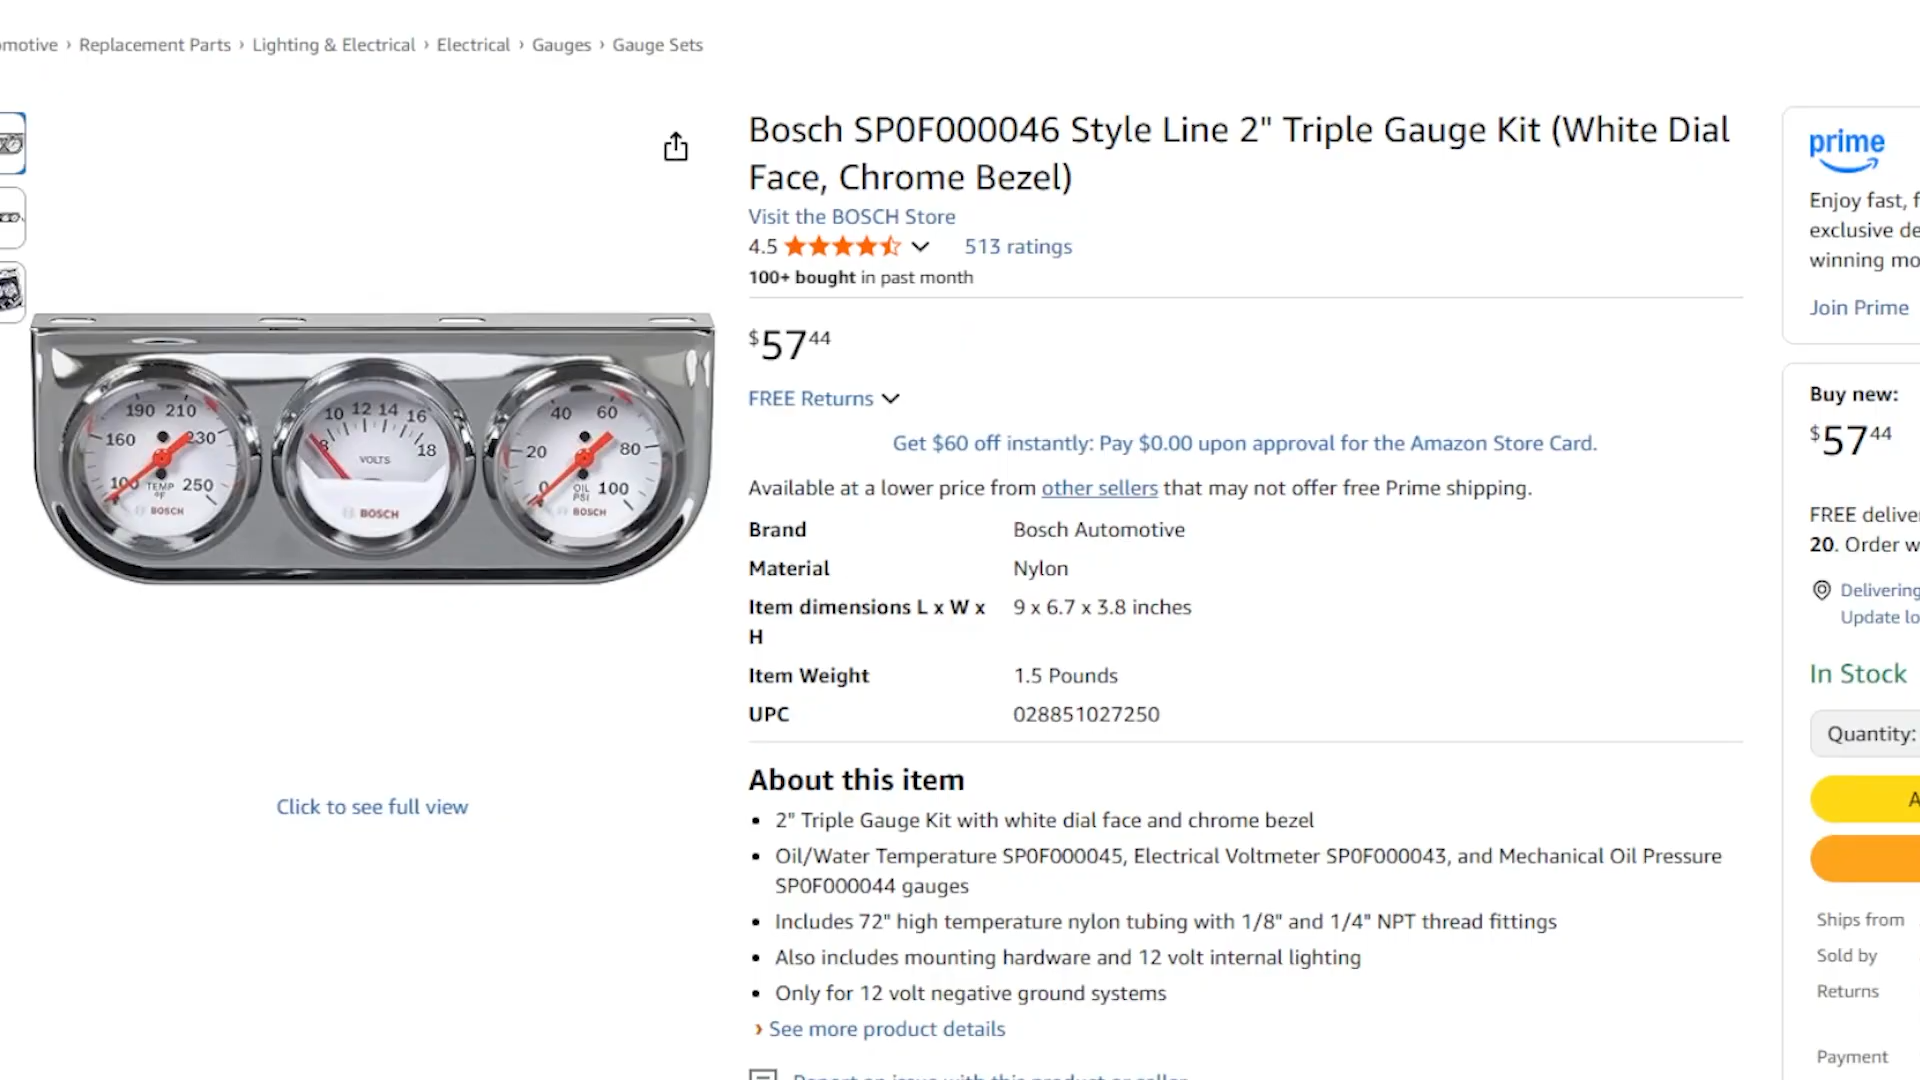 omotive › Replacement Parts › Lighting & Electrical › Electrical › Gauges › Gauge Sets
190 210
160 230
100 TEMP 250
°F
BOSCH
10 12 14 16
8 18
VOLTS
BOSCH
40 60
20 80
0 OIL 100
PSI
BOSCH
Click to see full view
Bosch SP0F000046 Style Line 2" Triple Gauge Kit (White Dial
Face, Chrome Bezel)
Visit the BOSCH Store
4.5 513 ratings
100+ bought in past month
$57 44
FREE Returns
Get $60 off instantly: Pay $0.00 upon approval for the Amazon Store Card.
Available at a lower price from other sellers that may not offer free Prime shipping.
Brand Bosch Automotive
Material Nylon
Item dimensions L x W x 9 x 6.7 x 3.8 inches
H
Item Weight 1.5 Pounds
UPC 028851027250
About this item
• 2" Triple Gauge Kit with white dial face and chrome bezel
• Oil/Water Temperature SP0F000045, Electrical Voltmeter SP0F000043, and Mechanical Oil Pressure
SP0F000044 gauges
• Includes 72" high temperature nylon tubing with 1/8" and 1/4" NPT thread fittings
• Also includes mounting hardware and 12 volt internal lighting
• Only for 12 volt negative ground systems
› See more product details
Report an issue with this product or seller
prime
Enjoy fast, f
exclusive de
winning mo
Join Prime
Buy new:
$57 44
FREE delive
20. Order w
Delivering
Update lo
In Stock
Quantity:
A
Ships from
Sold by
Returns
Payment